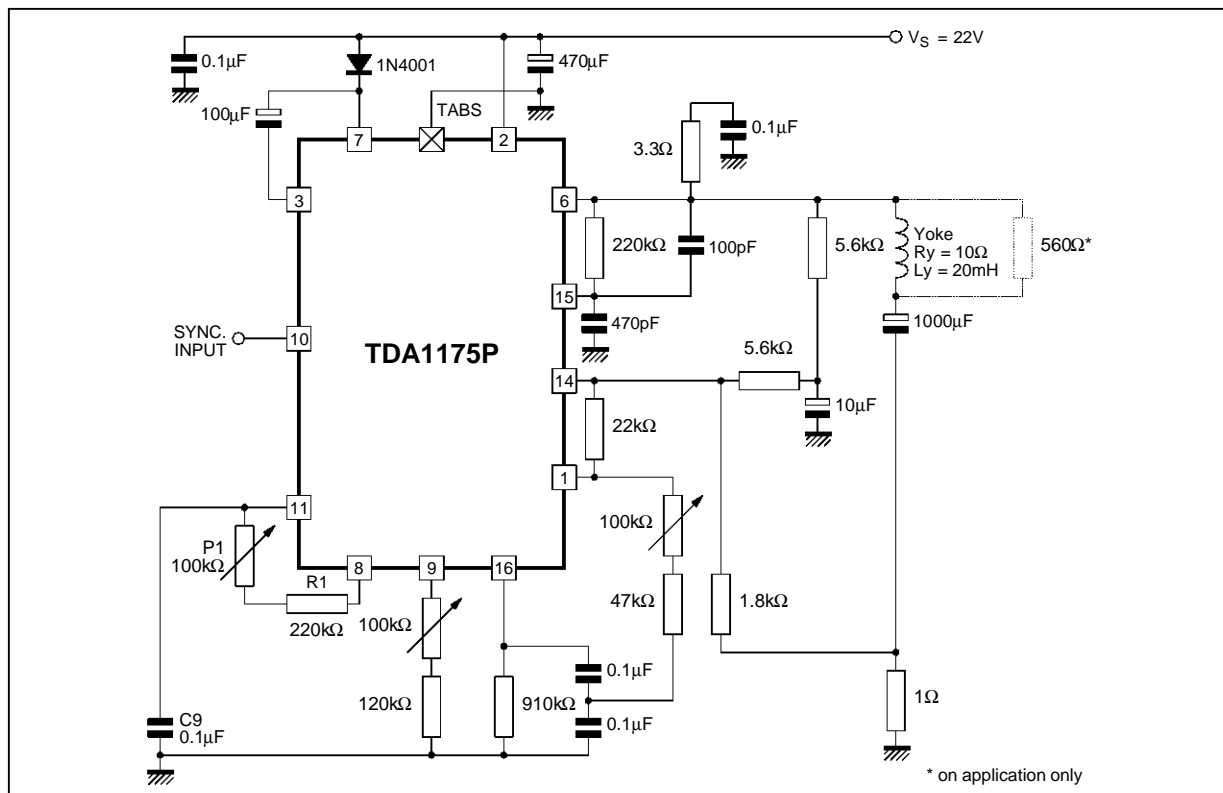 V_S = 22V
0.1μF
1N4001
470μF
100μF
TABS
7
2
3.3Ω
0.1μF
3
6
220kΩ
100pF
5.6kΩ
Yoke
Ry = 10Ω
Ly = 20mH
560Ω*
15
SYNC.
INPUT
10
TDA1175P
470pF
1000μF
5.6kΩ
14
10μF
22kΩ
1
11
100kΩ
P1
100kΩ
8
9
16
R1
220kΩ
100kΩ
47kΩ
1.8kΩ
0.1μF
120kΩ
910kΩ
0.1μF
1Ω
C9
0.1μF
* on application only